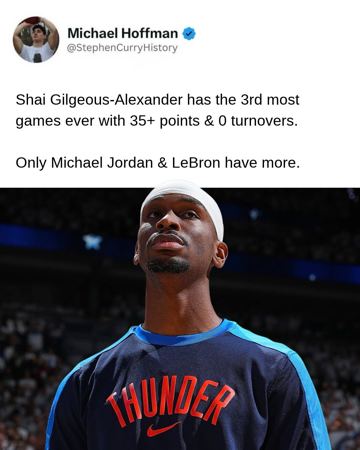 Michael Hoffman
@StephenCurryHistory
Shai Gilgeous-Alexander has the 3rd most
games ever with 35+ points & 0 turnovers.
Only Michael Jordan & LeBron have more.
THUNDER